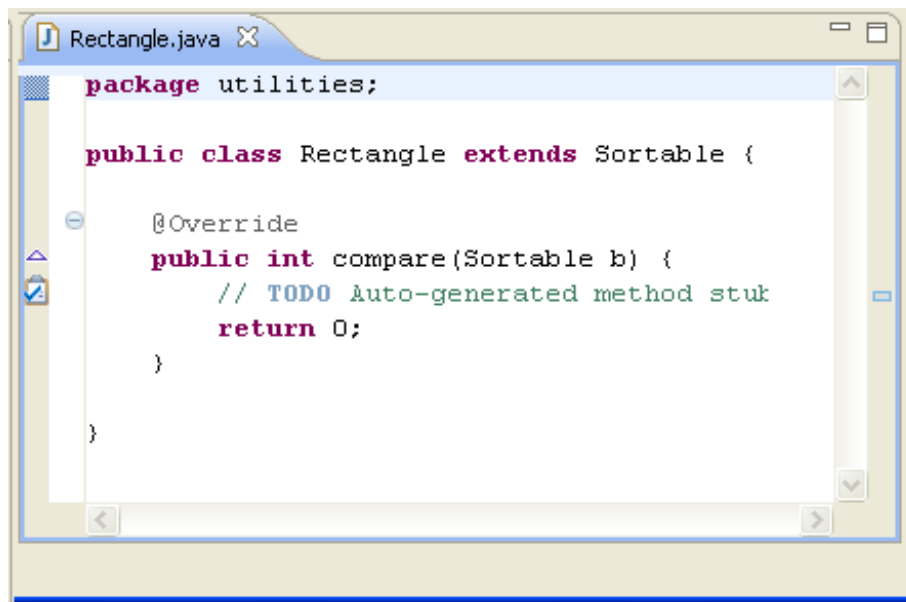 Rectangle.java
package utilities;
public class Rectangle extends Sortable {
@Override
public int compare(Sortable b) {
// TODO Auto-generated method stuk
return 0;
}
}